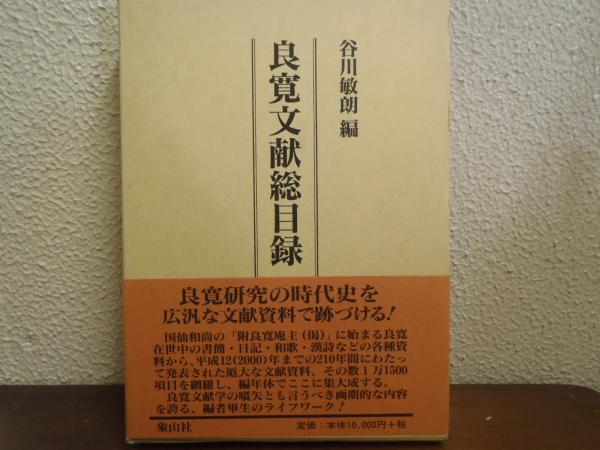 谷川敏朗 編
良寛文献総目録
良寛研究の時代史を
広汎な文献資料で跡づける!
国仙和尚の「附良寛庵主(偈)」に始まる良寛
在世中の書簡・日記・和歌・漢詩などの各種資
料から、平成12(2000)年までの210年間にわたっ
て発表された厖大な文献資料、その数1万1500
項目を網羅し、編年体でここに集大成する。
良寛文献学の嚆矢とも言うべき画期的な内容
を誇る、編者畢生のライフワーク!
象山社
定価:本体10,000円+税